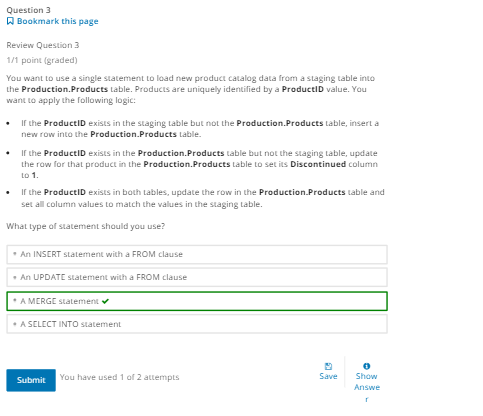 Question 3
Bookmark this page
Review Question 3
1/1 point (graded)
You want to use a single statement to load new product catalog data from a staging table into
the Production.Products table. Products are uniquely identified by a ProductID value. You
want to apply the following logic:
If the ProductID exists in the staging table but not the Production.Products table, insert a
new row into the Production.Products table.
If the ProductID exists in the Production.Products table but not the staging table, update
the row for that product in the Production.Products table to set its Discontinued column
to 1.
If the ProductID exists in both tables, update the row in the Production.Products table and
set all column values to match the values in the staging table.
What type of statement should you use?
An INSERT statement with a FROM clause
An UPDATE statement with a FROM clause
A MERGE statement ✔
A SELECT INTO statement
Submit
You have used 1 of 2 attempts
Save
Show
Answe
r